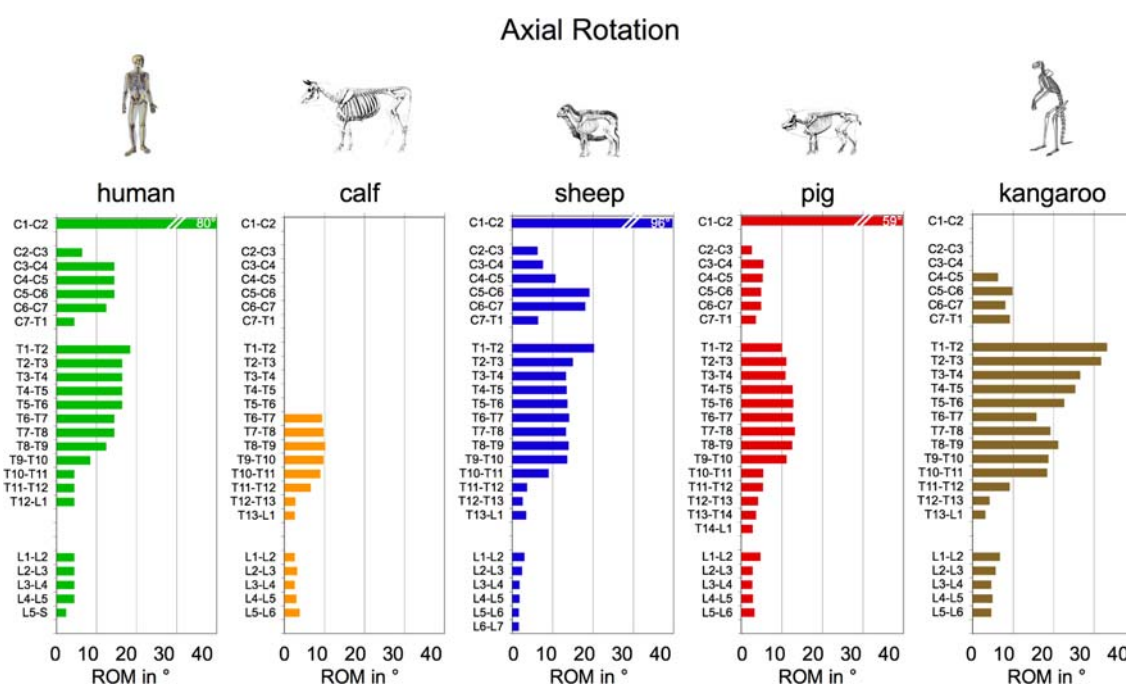 Axial Rotation
human
calf
sheep
pig
kangaroo
C1-C2
80°
C2-C3
C3-C4
C4-C5
C5-C6
C6-C7
C7-T1
T1-T2
T2-T3
T3-T4
T4-T5
T5-T6
T6-T7
T7-T8
T8-T9
T9-T10
T10-T11
T11-T12
T12-L1
L1-L2
L2-L3
L3-L4
L4-L5
L5-S
0 10 20 30 40
ROM in °
C1-C2
C2-C3
C3-C4
C4-C5
C5-C6
C6-C7
C7-T1
T1-T2
T2-T3
T3-T4
T4-T5
T5-T6
T6-T7
T7-T8
T8-T9
T9-T10
T10-T11
T11-T12
T12-T13
T13-L1
L1-L2
L2-L3
L3-L4
L4-L5
L5-L6
0 10 20 30 40
ROM in °
C1-C2
96°
C2-C3
C3-C4
C4-C5
C5-C6
C6-C7
C7-T1
T1-T2
T2-T3
T3-T4
T4-T5
T5-T6
T6-T7
T7-T8
T8-T9
T9-T10
T10-T11
T11-T12
T12-T13
T13-L1
L1-L2
L2-L3
L3-L4
L4-L5
L5-L6
L6-L7
0 10 20 30 40
ROM in °
C1-C2
59°
C2-C3
C3-C4
C4-C5
C5-C6
C6-C7
C7-T1
T1-T2
T2-T3
T3-T4
T4-T5
T5-T6
T6-T7
T7-T8
T8-T9
T9-T10
T10-T11
T11-T12
T12-T13
T13-T14
T14-L1
L1-L2
L2-L3
L3-L4
L4-L5
L5-L6
0 10 20 30 40
ROM in °
C1-C2
C2-C3
C3-C4
C4-C5
C5-C6
C6-C7
C7-T1
T1-T2
T2-T3
T3-T4
T4-T5
T5-T6
T6-T7
T7-T8
T8-T9
T9-T10
T10-T11
T11-T12
T12-T13
T13-L1
L1-L2
L2-L3
L3-L4
L4-L5
L5-L6
0 10 20 30 40
ROM in °